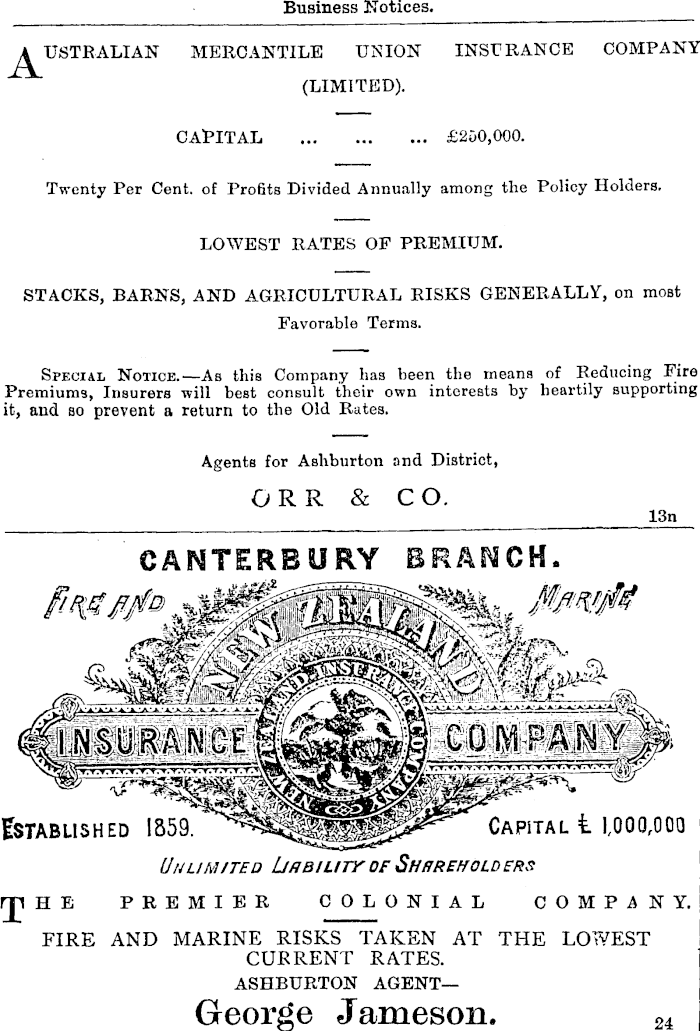 Business Notices.
AUSTRALIAN MERCANTILE UNION INSURANCE COMPANY
(LIMITED).
CAPITAL ... ... ... £250,000.
Twenty Per Cent. of Profits Divided Annually among the Policy Holders.
LOWEST RATES OF PREMIUM.
STACKS, BARNS, AND AGRICULTURAL RISKS GENERALLY, on most
Favorable Terms.
SPECIAL NOTICE.—As this Company has been the means of Reducing Fire
Premiums, Insurers will best consult their own interests by heartily supporting
it, and so prevent a return to the Old Rates.
Agents for Ashburton and District,
ORR & CO.
13n
CANTERBURY BRANCH.
FIRE AND MARINE
NEW ZEALAND
INSURANCE COMPANY
NEW ZEALAND INSURANCE COMPANY
ESTABLISHED 1859. CAPITAL £ 1,000,000
UNLIMITED LIABILITY OF SHAREHOLDERS
THE PREMIER COLONIAL COMPANY.
FIRE AND MARINE RISKS TAKEN AT THE LOWEST
CURRENT RATES.
ASHBURTON AGENT—
George Jameson.
24